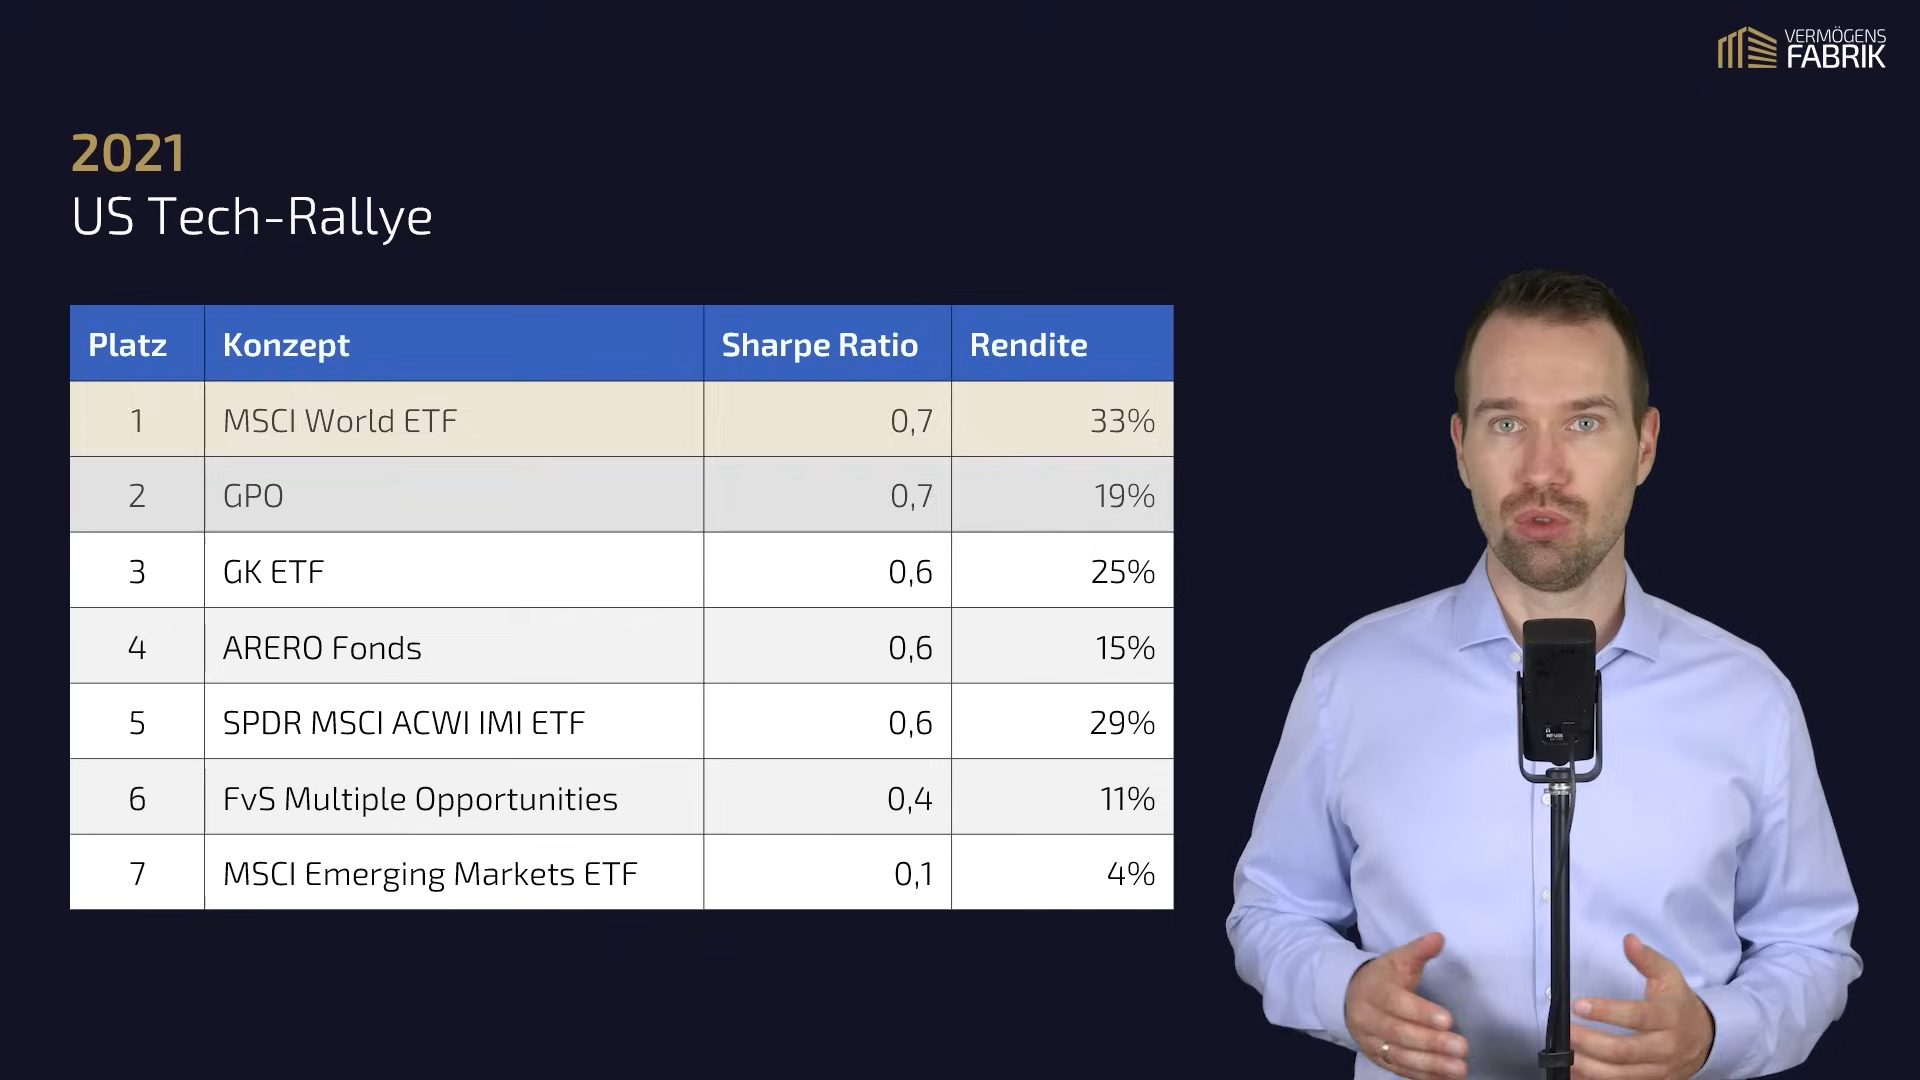 VERMÖGENS
FABRIK
2021
US Tech-Rallye
Platz Konzept Sharpe Ratio Rendite
1 MSCI World ETF 0,7 33%
2 GPO 0,7 19%
3 GK ETF 0,6 25%
4 ARERO Fonds 0,6 15%
5 SPDR MSCI ACWI IMI ETF 0,6 29%
6 FvS Multiple Opportunities 0,4 11%
7 MSCI Emerging Markets ETF 0,1 4%